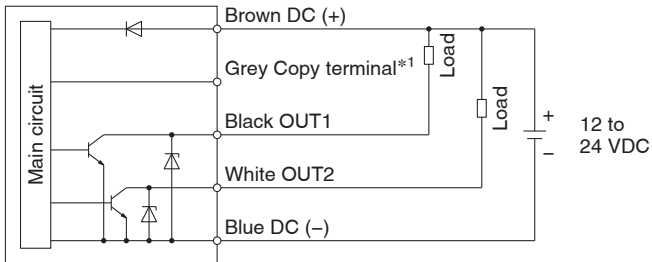 Brown DC (+)
Grey Copy terminal*1
Black OUT1
White OUT2
Blue DC (−)
Main circuit
Load
Load
+
−
12 to
24 VDC